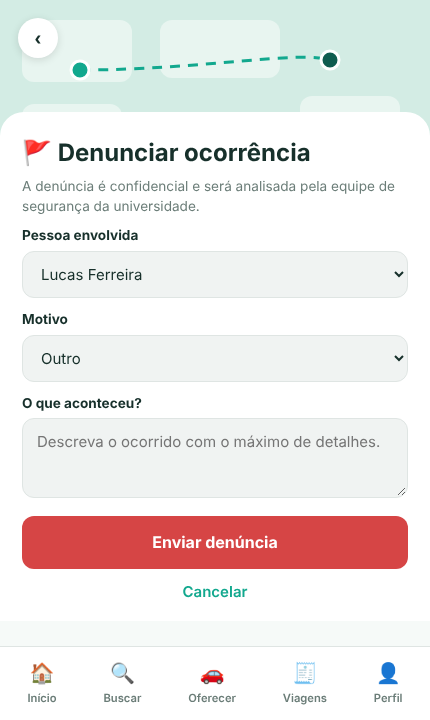 ‹
🚩 Denunciar ocorrência
A denúncia é confidencial e será analisada pela equipe de
segurança da universidade.
Pessoa envolvida
Lucas Ferreira
Motivo
Outro
O que aconteceu?
Descreva o ocorrido com o máximo de detalhes.
Enviar denúncia
Cancelar
Início
Buscar
Oferecer
Viagens
Perfil